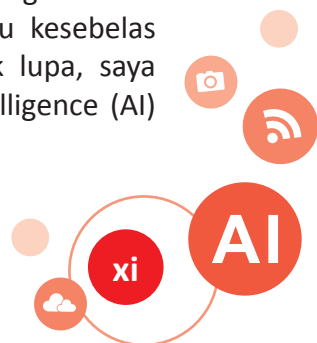 u kesebelas
k lupa, saya
lligence (AI)
AI
xi